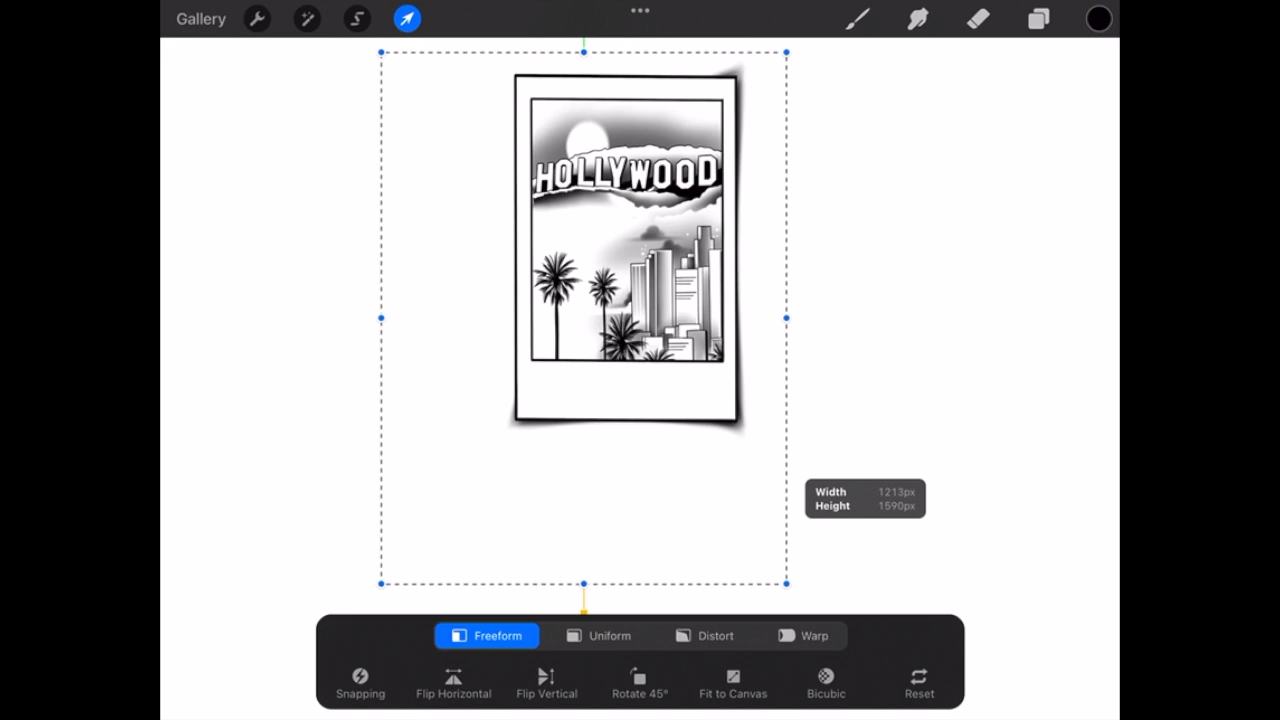 Gallery
HOLLYWOOD
Width 1213px
Height 1590px
Freeform Uniform Distort Warp
Snapping Flip Horizontal Flip Vertical Rotate 45° Fit to Canvas Bicubic Reset